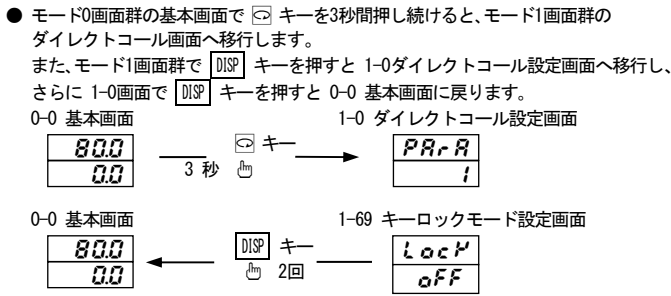 ● モード0画面群の基本画面で キーを3秒間押し続けると、モード1画面群の
ダイレクトコール画面へ移行します。
また、モード1画面群で DISP キーを押すと 1-0ダイレクトコール設定画面へ移行し、
さらに 1-0画面で DISP キーを押すと 0-0 基本画面に戻ります。
0-0 基本画面
1-0 ダイレクトコール設定画面
80.0
0.0
キー
3 秒
PArA
1
0-0 基本画面
1-69 キーロックモード設定画面
80.0
0.0
DISP キー
2回
LocK
oFF